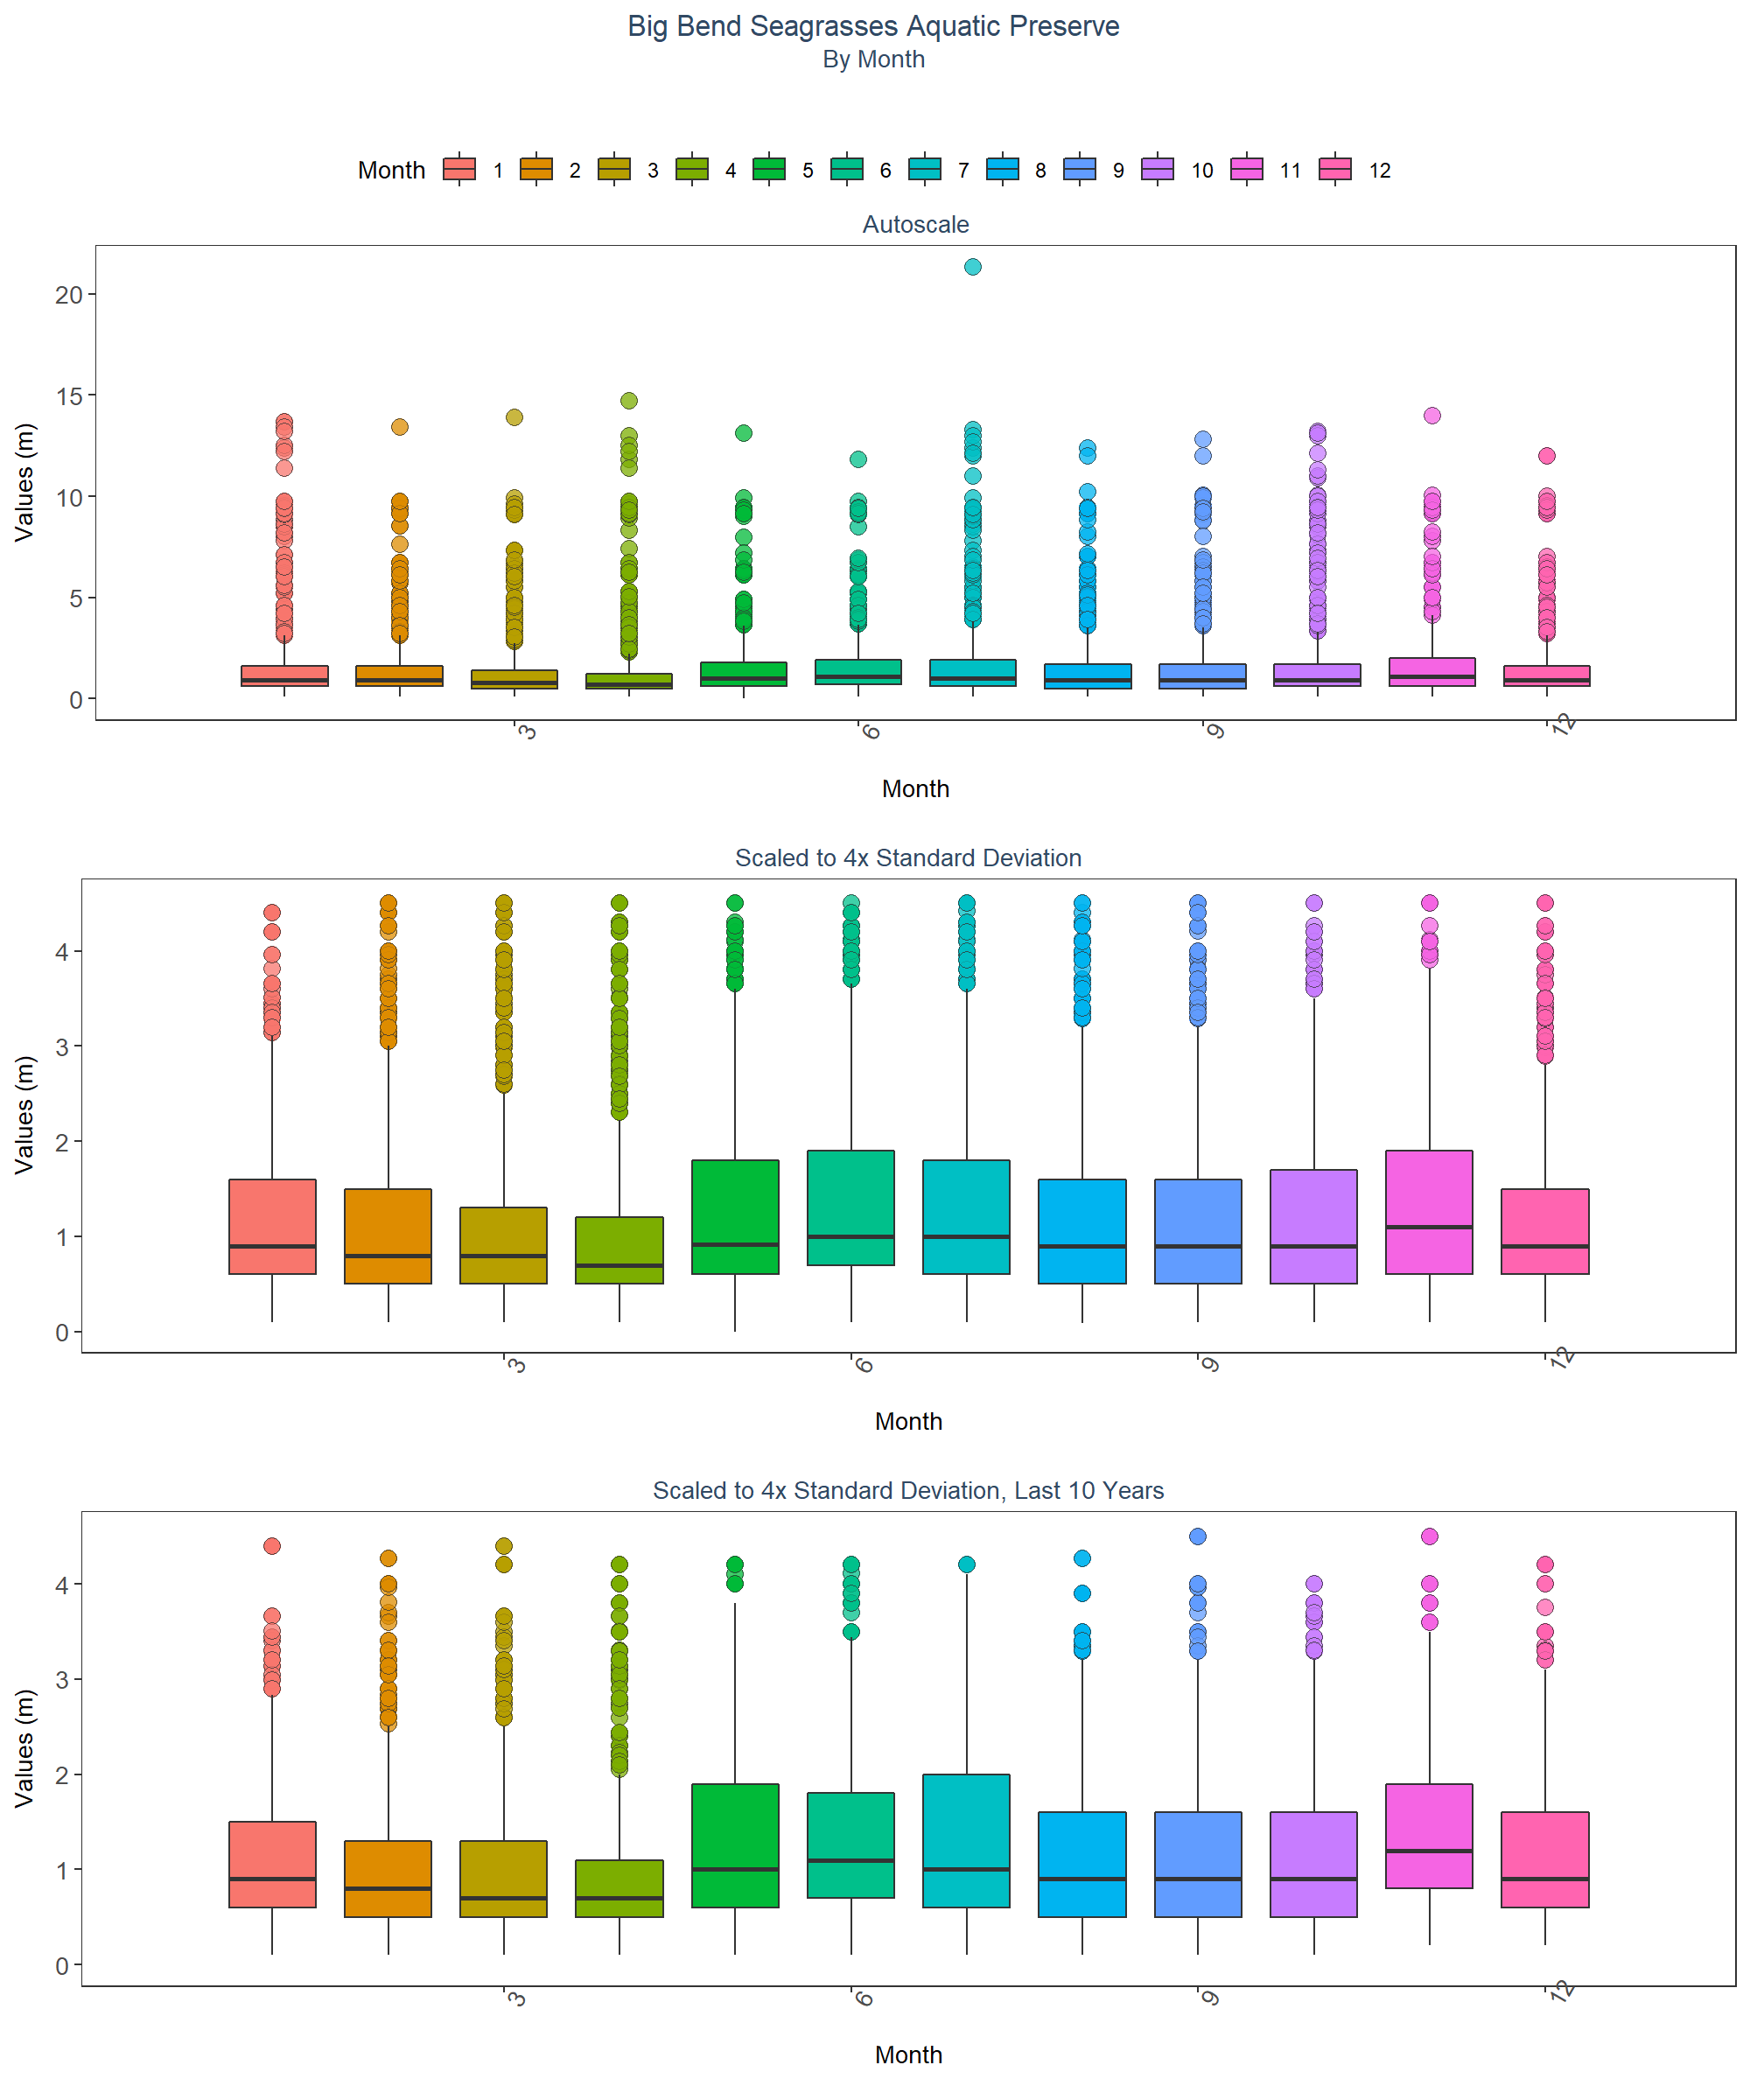 Big Bend Seagrasses Aquatic Preserve
By Month
Month 1 2 3 4 5 6 7 8 9 10 11 12
Autoscale
Values (m)
20
15
10
5
0
3 6 9 12
Month
Scaled to 4x Standard Deviation
Values (m)
4
3
2
1
0
3 6 9 12
Month
Scaled to 4x Standard Deviation, Last 10 Years
Values (m)
4
3
2
1
0
3 6 9 12
Month